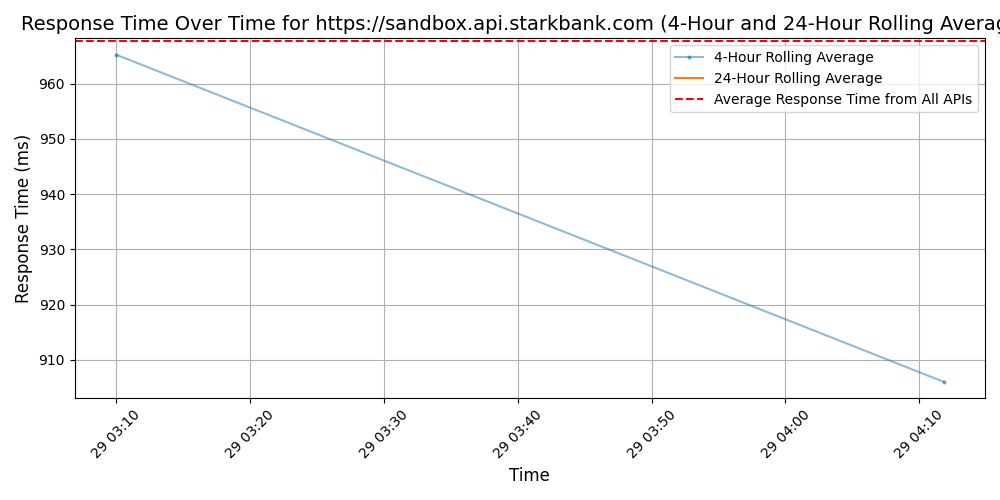 Response Time Over Time for https://sandbox.api.starkbank.com (4-Hour and 24-Hour Rolling Averag
4-Hour Rolling Average
24-Hour Rolling Average
Average Response Time from All APIs
Response Time (ms)
960
950
940
930
920
910
29 03:10
29 03:20
29 03:30
29 03:40
29 03:50
29 04:00
29 04:10
Time